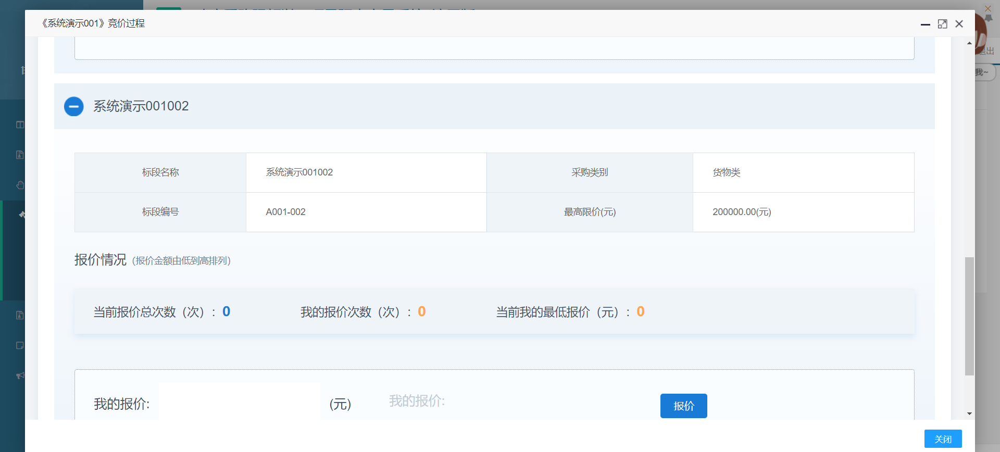 《系统演示001》竞价过程
退出
我~
系统演示001002
标段名称 系统演示001002 采购类别 货物类
标段编号 A001-002 最高限价(元) 200000.00(元)
报价情况 (报价金额由低到高排列)
当前报价总次数（次）: 0 我的报价次数（次）: 0 当前我的最低报价（元）: 0
我的报价: (元) 我的报价: 报价
关闭